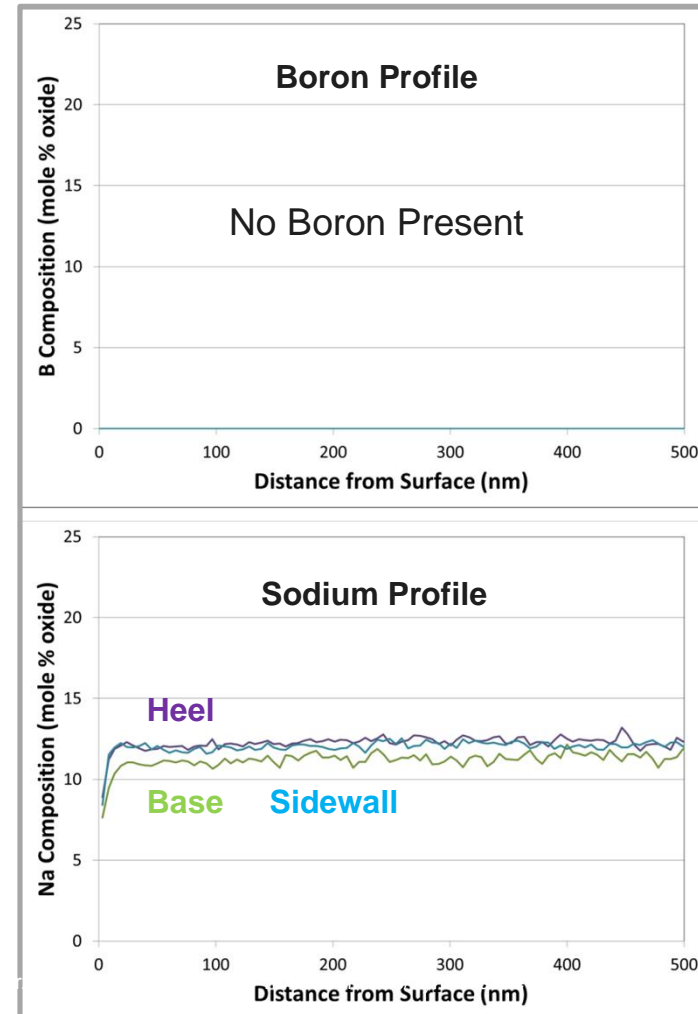 25
Boron Profile
20
15
No Boron Present
10
5
0
B Composition (mole % oxide)
0 100 200 300 400 500
Distance from Surface (nm)
25
Sodium Profile
20
15
Heel
10
Base Sidewall
5
0
Na Composition (mole % oxide)
0 100 200 300 400 500
Distance from Surface (nm)